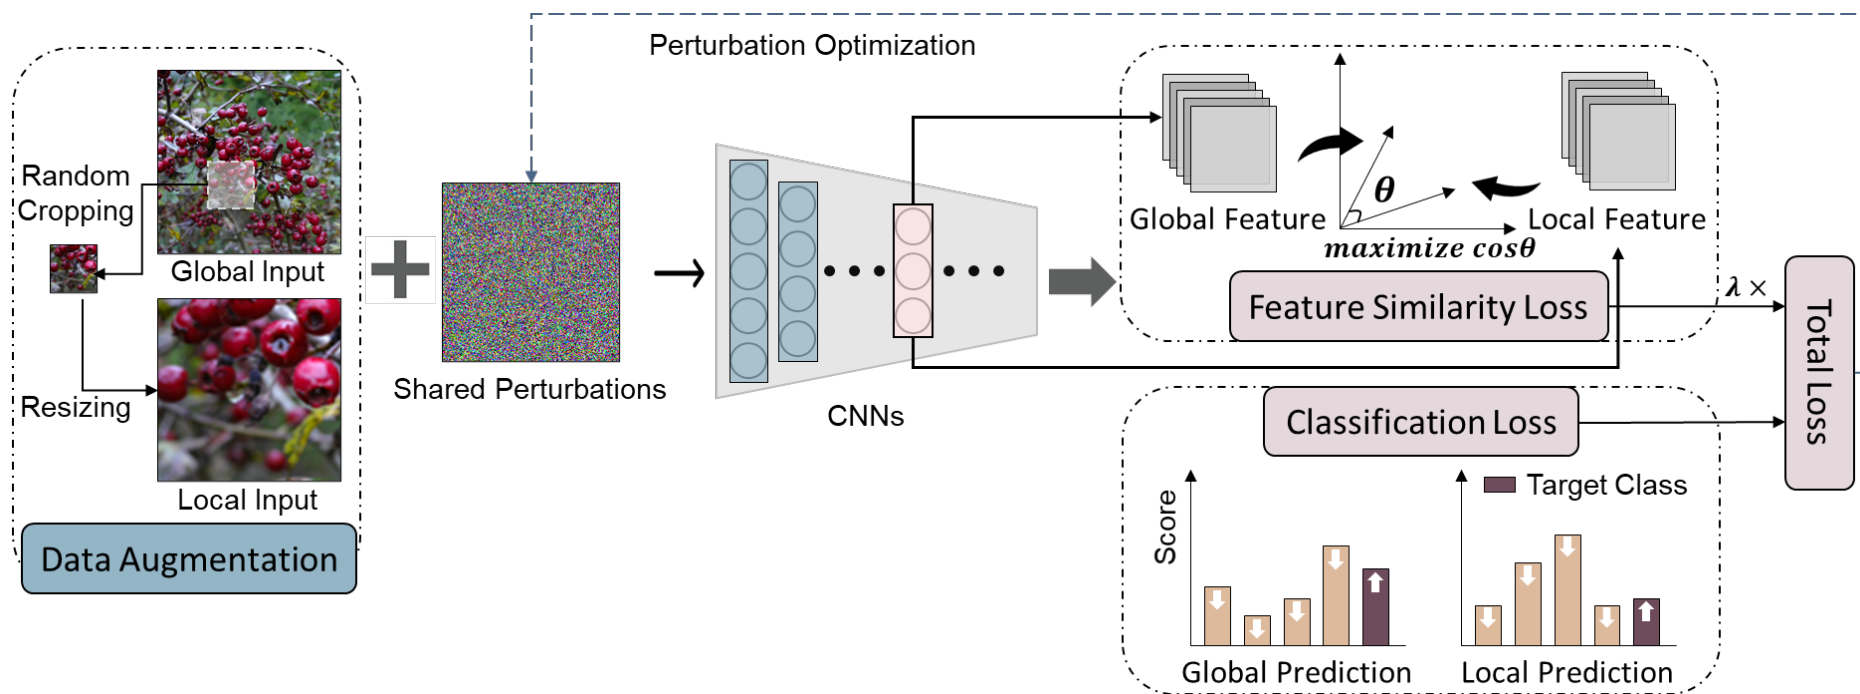 Perturbation Optimization
Global Input
Random
Cropping
Resizing
Local Input
Data Augmentation
Shared Perturbations
CNNs
Global Feature
θ
Local Feature
maximize cosθ
Feature Similarity Loss
λ ×
Total Loss
Classification Loss
Target Class
Score
Global Prediction
Local Prediction